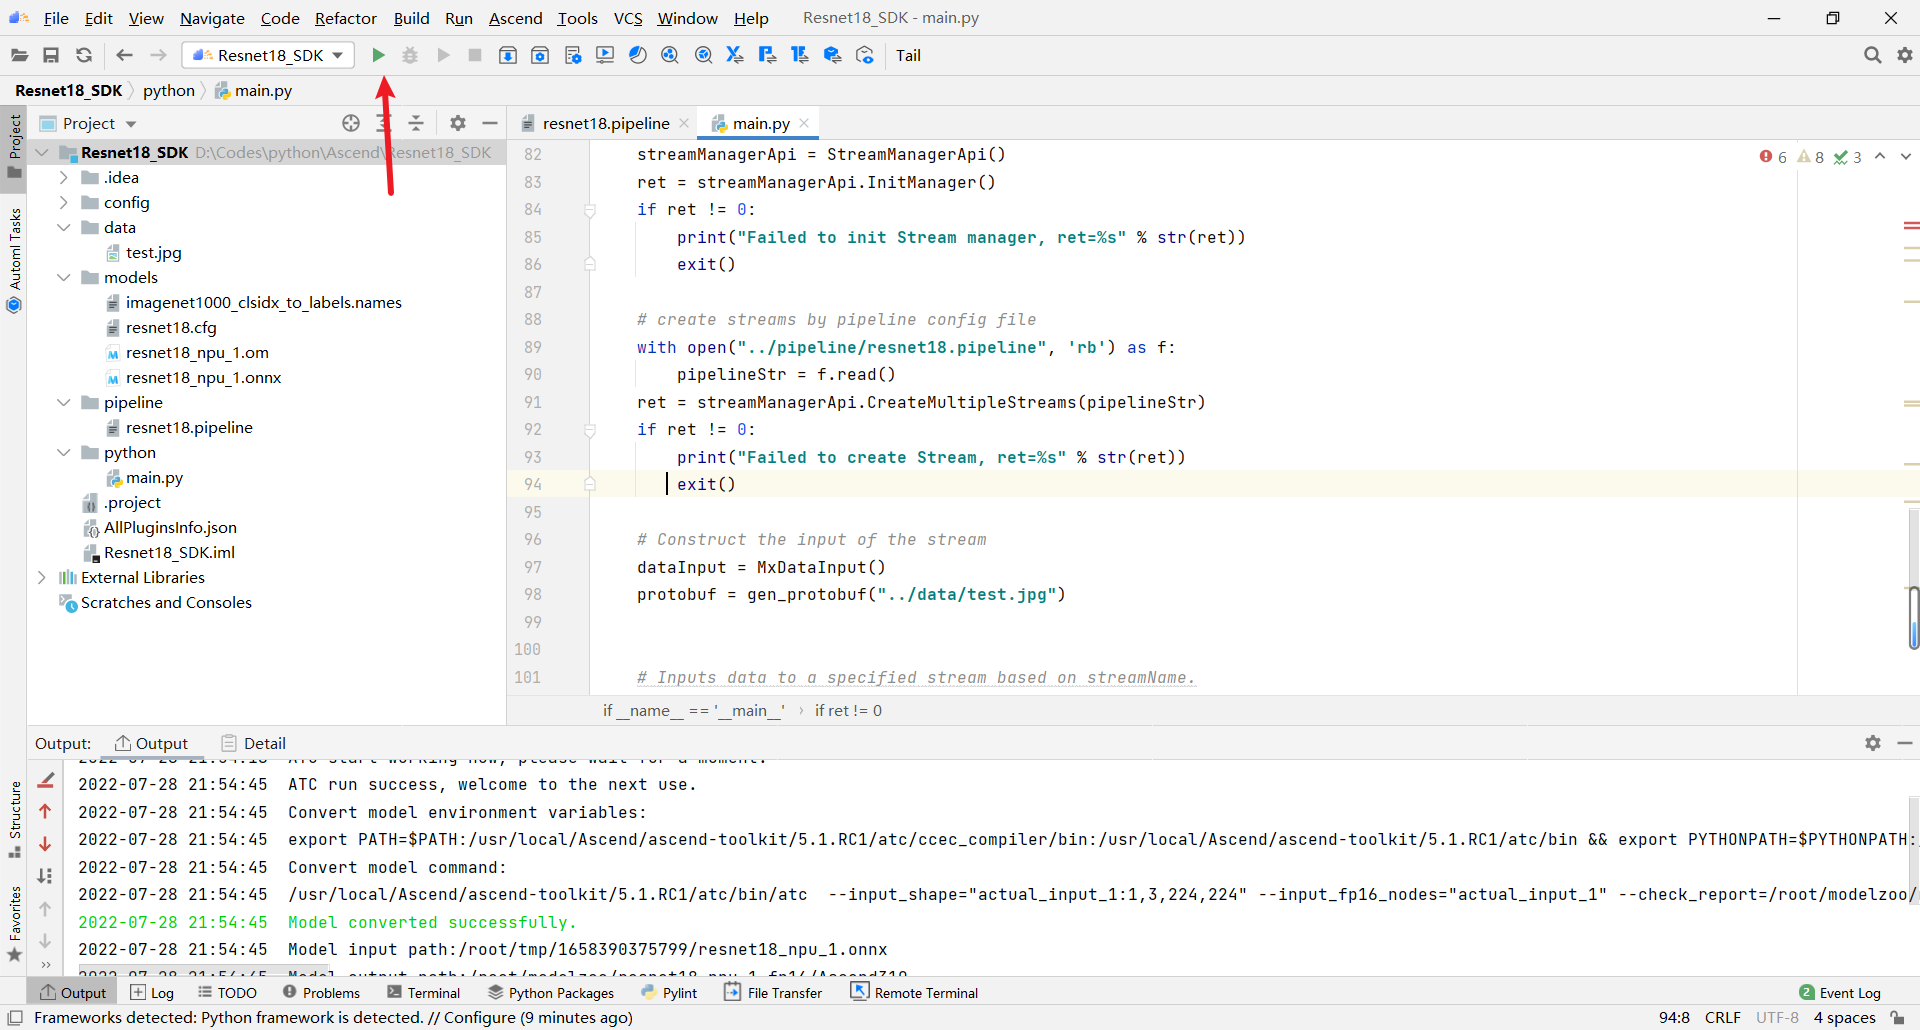 File Edit View Navigate Code Refactor Build Run Ascend Tools VCS Window Help Resnet18_SDK - main.py
Resnet18_SDK Tail
Resnet18_SDK python main.py
Project
resnet18.pipeline main.py
Project
Automl Tasks
Structure
Favorites
Resnet18_SDK D:\Codes\python\Ascend\Resnet18_SDK
.idea
config
data
test.jpg
models
imagenet1000_clsidx_to_labels.names
resnet18.cfg
resnet18_npu_1.om
resnet18_npu_1.onnx
pipeline
resnet18.pipeline
python
main.py
.project
AllPluginsInfo.json
Resnet18_SDK.iml
External Libraries
Scratches and Consoles
6 8 3
82 streamManagerApi = StreamManagerApi()
83 ret = streamManagerApi.InitManager()
84 if ret != 0:
85 print("Failed to init Stream manager, ret=%s" % str(ret))
86 exit()
87
88 # create streams by pipeline config file
89 with open("../pipeline/resnet18.pipeline", 'rb') as f:
90 pipelineStr = f.read()
91 ret = streamManagerApi.CreateMultipleStreams(pipelineStr)
92 if ret != 0:
93 print("Failed to create Stream, ret=%s" % str(ret))
94 exit()
95
96 # Construct the input of the stream
97 dataInput = MxDataInput()
98 protobuf = gen_protobuf("../data/test.jpg")
99
100
101 # Inputs data to a specified stream based on streamName.
if __name__ == '__main__' › if ret != 0
Output: Output Detail
2022-07-28 21:54:45 ATC run success, welcome to the next use.
2022-07-28 21:54:45 Convert model environment variables:
2022-07-28 21:54:45 export PATH=$PATH:/usr/local/Ascend/ascend-toolkit/5.1.RC1/atc/ccec_compiler/bin:/usr/local/Ascend/ascend-toolkit/5.1.RC1/atc/bin && export PYTHONPATH=$PYTHONPATH:
2022-07-28 21:54:45 Convert model command:
2022-07-28 21:54:45 /usr/local/Ascend/ascend-toolkit/5.1.RC1/atc/bin/atc --input_shape="actual_input_1:1,3,224,224" --input_fp16_nodes="actual_input_1" --check_report=/root/modelzoo/
2022-07-28 21:54:45 Model converted successfully.
2022-07-28 21:54:45 Model input path:/root/tmp/1658390375799/resnet18_npu_1.onnx
Output Log TODO Problems Terminal Python Packages Pylint File Transfer Remote Terminal 2 Event Log
Frameworks detected: Python framework is detected. // Configure (9 minutes ago) 94:8 CRLF UTF-8 4 spaces